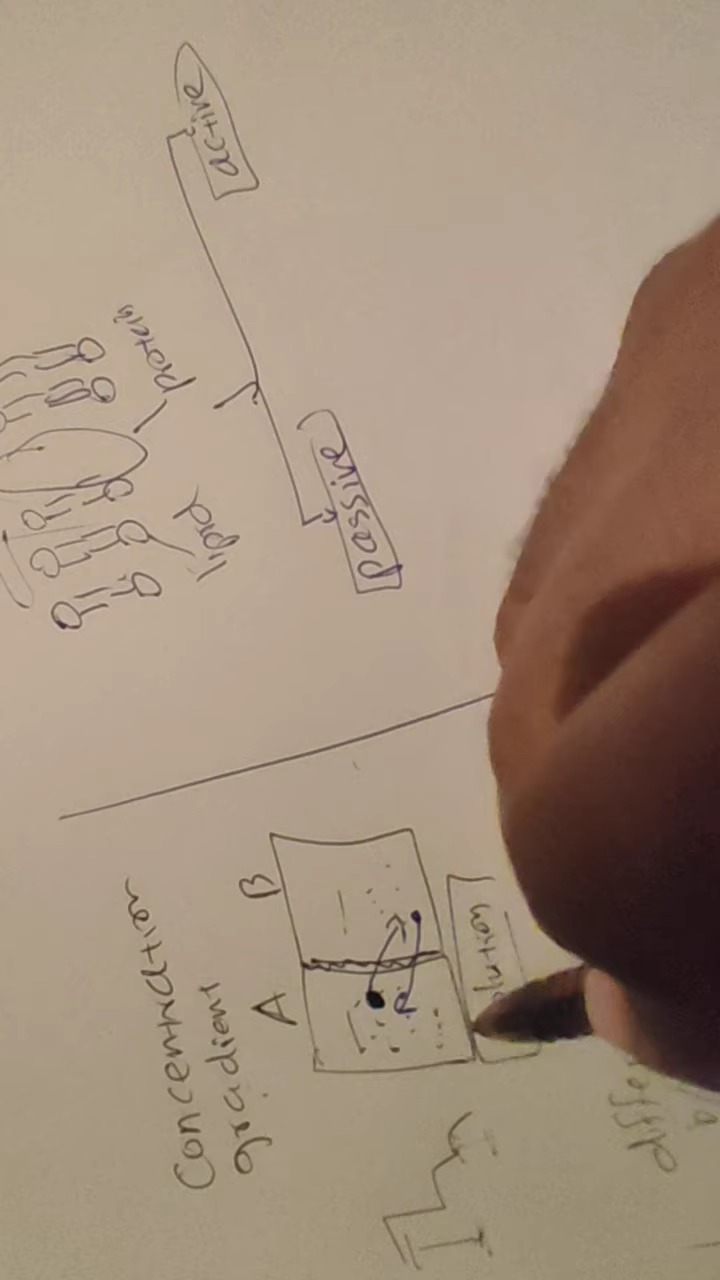 active
passive
protein
lipid
Concentration
gradient
A
B